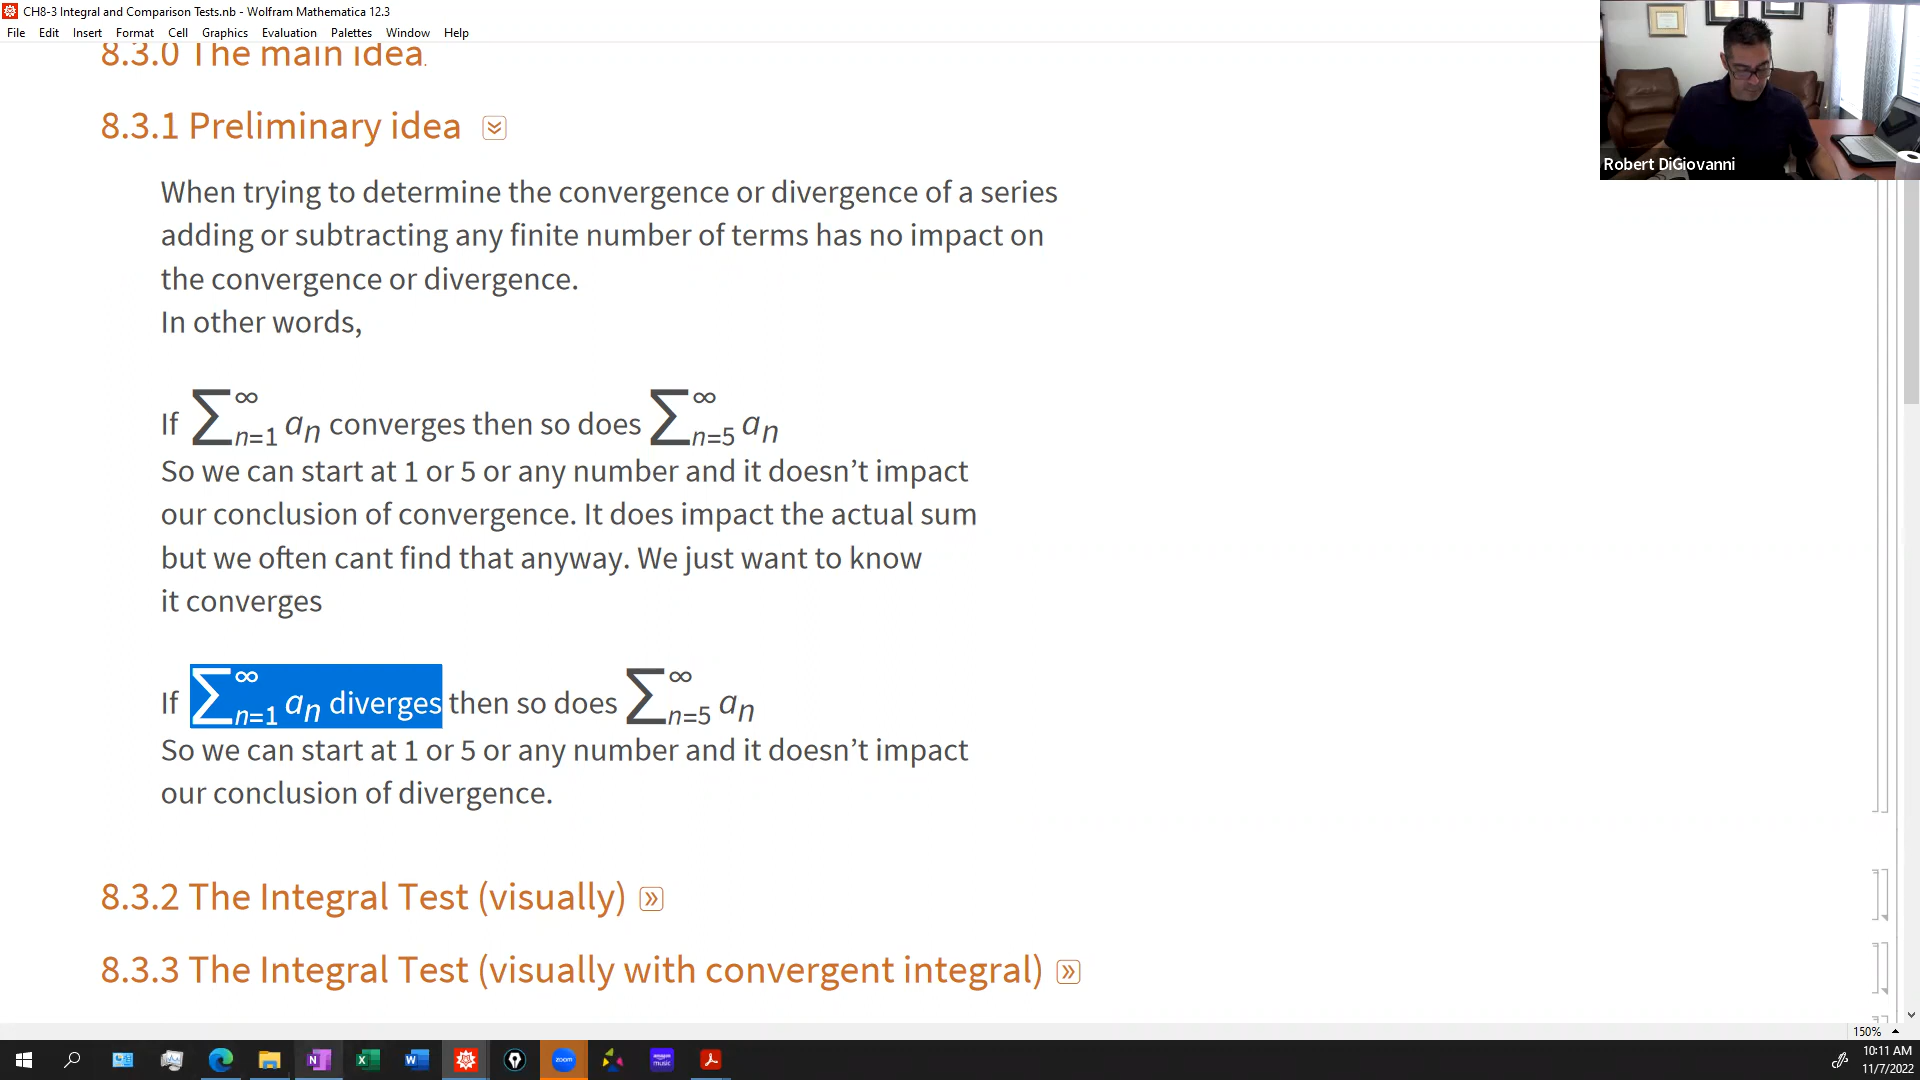 CH8-3 Integral and Comparison Tests.nb - Wolfram Mathematica 12.3
File Edit Insert Format Cell Graphics Evaluation Palettes Window Help
8.3.0 The main idea.
8.3.1 Preliminary idea
Robert DiGiovanni
When trying to determine the convergence or divergence of a series
adding or subtracting any finite number of terms has no impact on
the convergence or divergence.
In other words,
If ∑_{n=1}^∞ a_n converges then so does ∑_{n=5}^∞ a_n
So we can start at 1 or 5 or any number and it doesn’t impact
our conclusion of convergence. It does impact the actual sum
but we often cant find that anyway. We just want to know
it converges
If ∑_{n=1}^∞ a_n diverges then so does ∑_{n=5}^∞ a_n
So we can start at 1 or 5 or any number and it doesn’t impact
our conclusion of divergence.
8.3.2 The Integral Test (visually)
8.3.3 The Integral Test (visually with convergent integral)
150%
zoom
amazon music
10:11 AM
11/7/2022